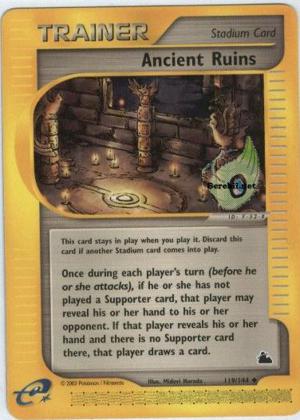 TRAINER
Stadium Card
Ancient Ruins
Serebii.net
This card stays in play when you play it. Discard this
card if another Stadium card comes into play.
Once during each player's turn (before he
or she attacks), if he or she has not
played a Supporter card, that player may
reveal his or her hand to his or her
opponent. If that player reveals his or her
hand and there is no Supporter card
there, that player draws a card.
©2003 Pokémon / Nintendo
Illus. Midori Harada
119/144